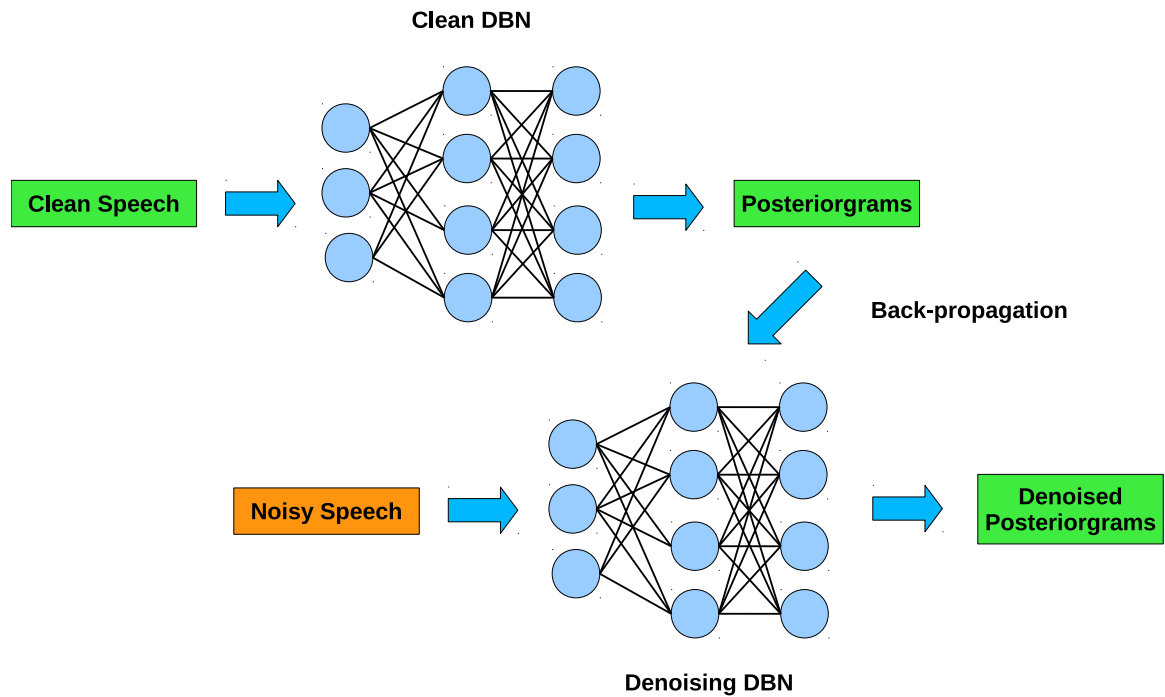 Clean DBN
Clean Speech
Posteriorgrams
Back-propagation
Noisy Speech
Denoised
Posteriorgrams
Denoising DBN